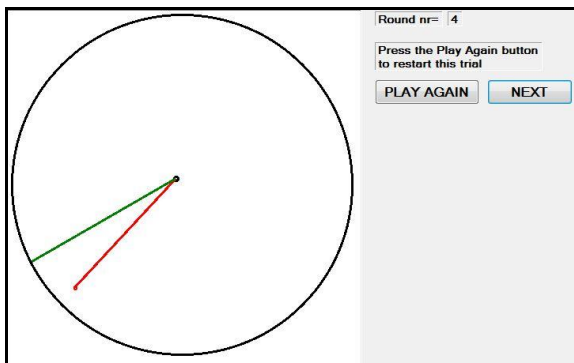 Round nr= 4
Press the Play Again button
to restart this trial
PLAY AGAIN NEXT